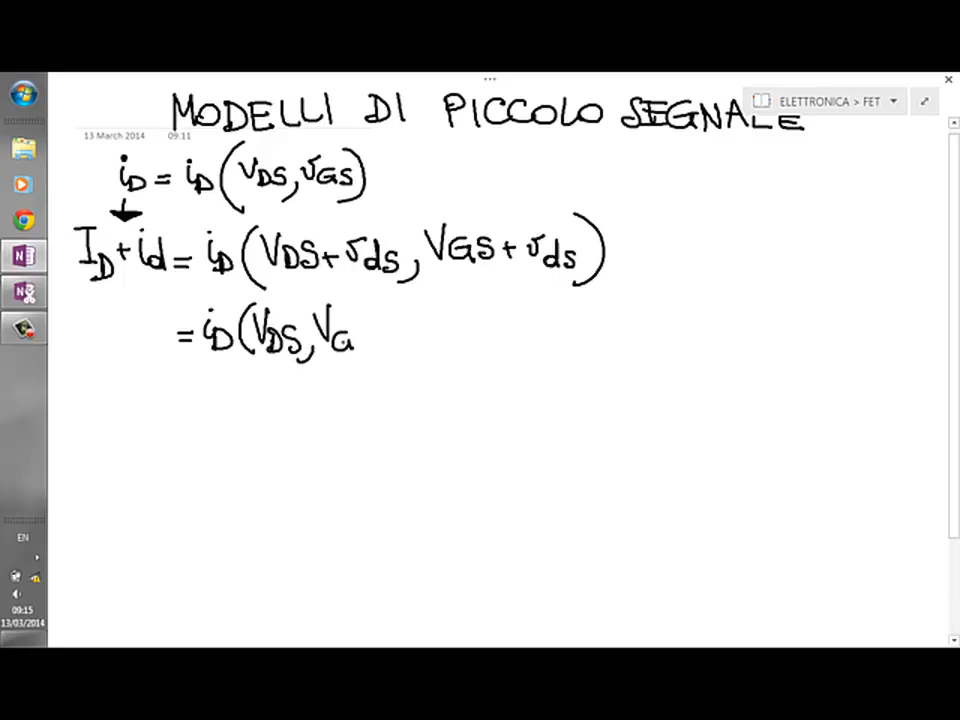 MODELLI DI PICCOLO SEGNALE
ELETTRONICA > FET
13 March 2014 09:11
iD = iD (vDS, vGS)
ID + id = iD (VDS + vds, VGS + vds)
= iD (VDS, VG
EN
09:15
13/03/2014